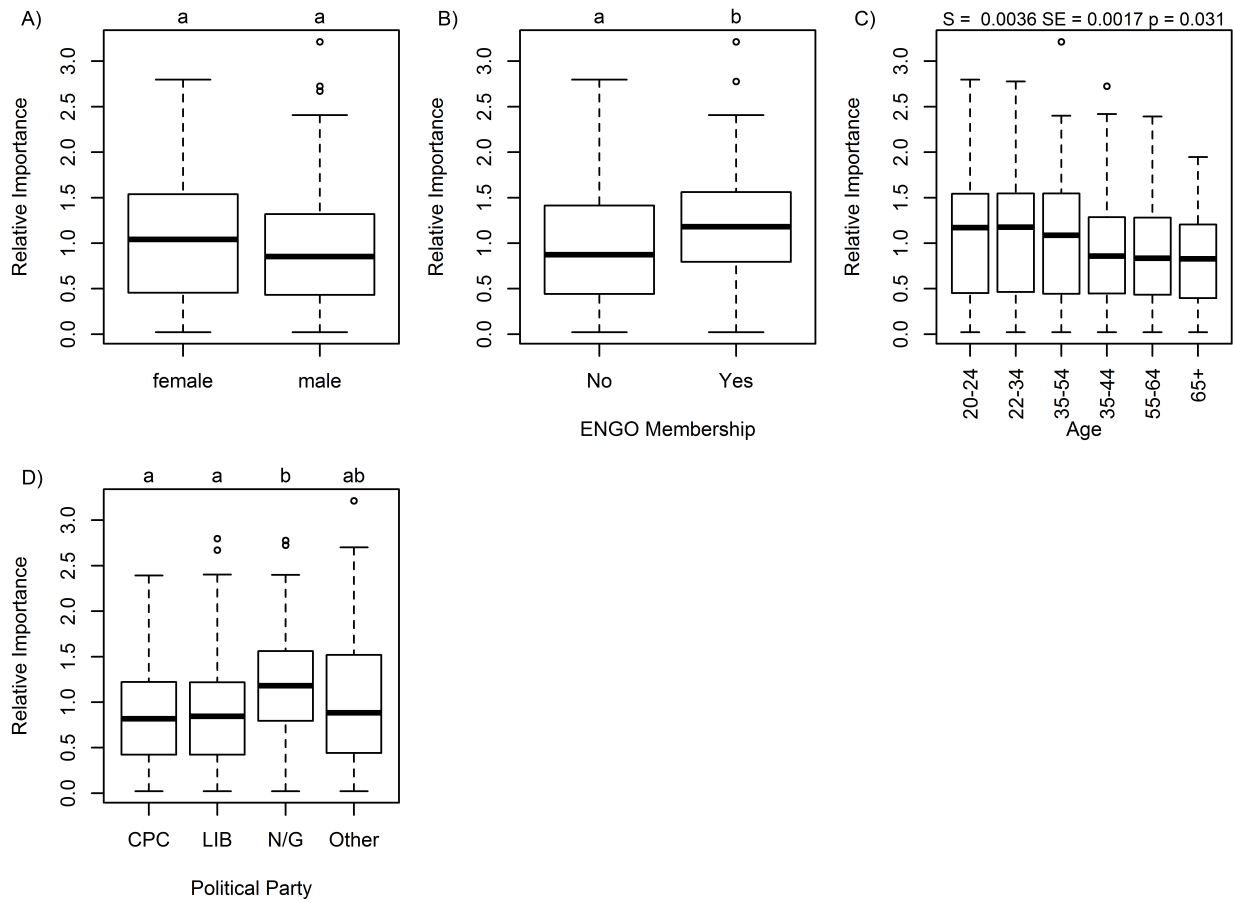 A)
a a
Relative Importance
3.0
2.5
2.0
1.5
1.0
0.5
0.0
female male
B)
a b
Relative Importance
3.0
2.5
2.0
1.5
1.0
0.5
0.0
No Yes
ENGO Membership
C)
S = 0.0036 SE = 0.0017 p = 0.031
Relative Importance
3.0
2.5
2.0
1.5
1.0
0.5
0.0
20-24 22-34 35-54 35-44 55-64 65+
Age
D)
a a b ab
Relative Importance
3.0
2.5
2.0
1.5
1.0
0.5
0.0
CPC LIB N/G Other
Political Party